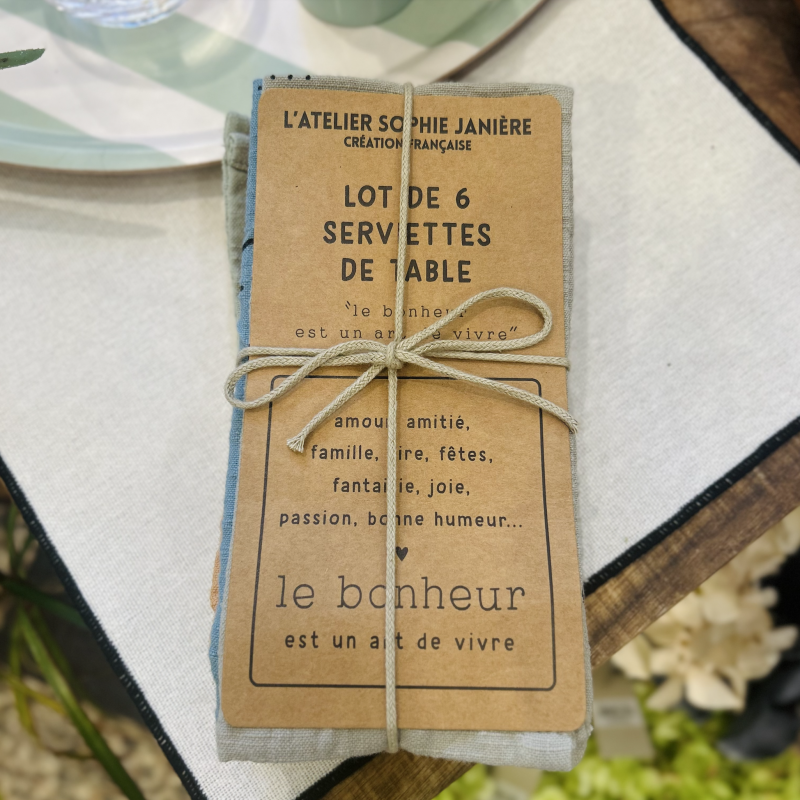 L'ATELIER SOPHIE JANIÈRE
CRÉATION FRANÇAISE
LOT DE 6
SERVIETTES
DE TABLE
"le bonheur
est un art de vivre"
amour, amitié,
famille, rire, fêtes,
fantaisie, joie,
passion, bonne humeur...
le bonheur
est un art de vivre